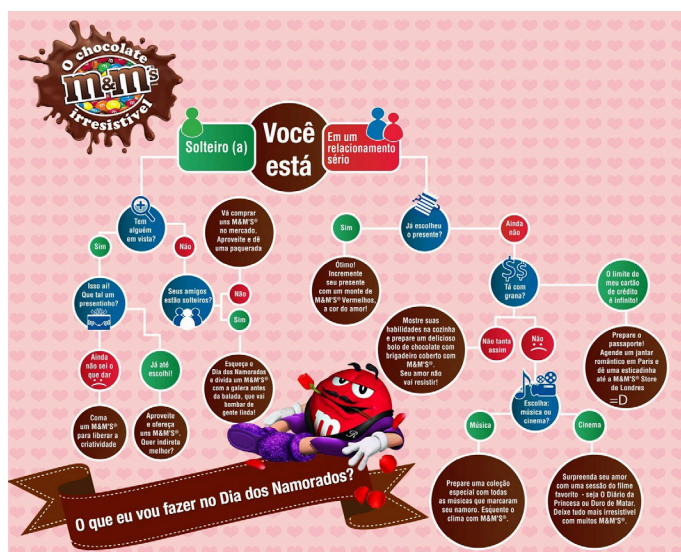 O chocolate
m&m's
irresistível
Solteiro (a)
Você
está
Em um
relacionamento
sério
Tem
alguém
em vista?
Sim
Não
Isso aí!
Que tal um
presentinho?
Ainda
não sei o
que dar
Já até
escolhi!
Coma
um M&M'S®
para liberar a
criatividade
Aproveite
e ofereça
uns M&M'S®.
Quer indireta
melhor?
Seus amigos
estão solteiros?
Não
Vá comprar
uns M&M'S®
no mercado.
Aproveite e dê
uma paquerada
Sim
Esqueça o
Dia dos Namorados
e divida um M&M'S®
com a galera antes
da balada, que vai
bombar de
gente linda!
Já escolheu
o presente?
Sim
Ainda
não
Ótimo!
Incremente
seu presente
com um monte de
M&M'S® Vermelhos,
a cor do amor!
$$
Tá com
grana?
Não tanta
assim
Não
O limite do
meu cartão
de crédito
é infinito!
Mostre suas
habilidades na cozinha
e prepare um delicioso
bolo de chocolate com
brigadeiro coberto com
M&M'S®.
Seu amor não
vai resistir!
Prepare o
passaporte!
Agende um jantar
romântico em Paris e
dê uma esticadinha
até a M&M'S® Store
de Londres
=D
Escolha:
música ou
cinema?
Música
Cinema
Prepare uma coleção
especial com todas
as músicas que marcaram
seu namoro. Esquente o
clima com M&M'S®.
Surpreenda seu amor
com uma sessão do filme
favorito - seja O Diário da
Princesa ou Duro de Matar.
Deixe tudo mais irresistível
com muitos M&M'S®.
m
R
O que eu vou fazer no Dia dos Namorados?